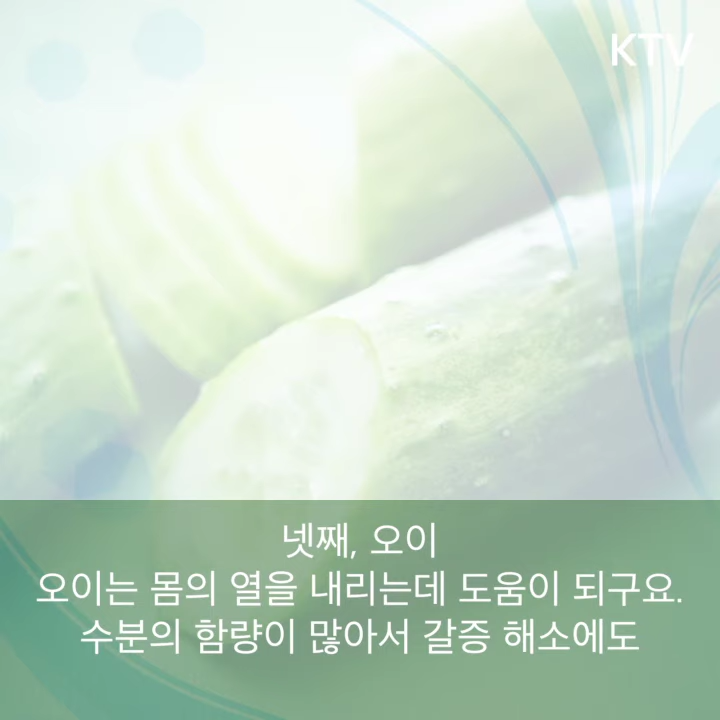 KTV
넷째, 오이
오이는 몸의 열을 내리는데 도움이 되구요.
수분의 함량이 많아서 갈증 해소에도